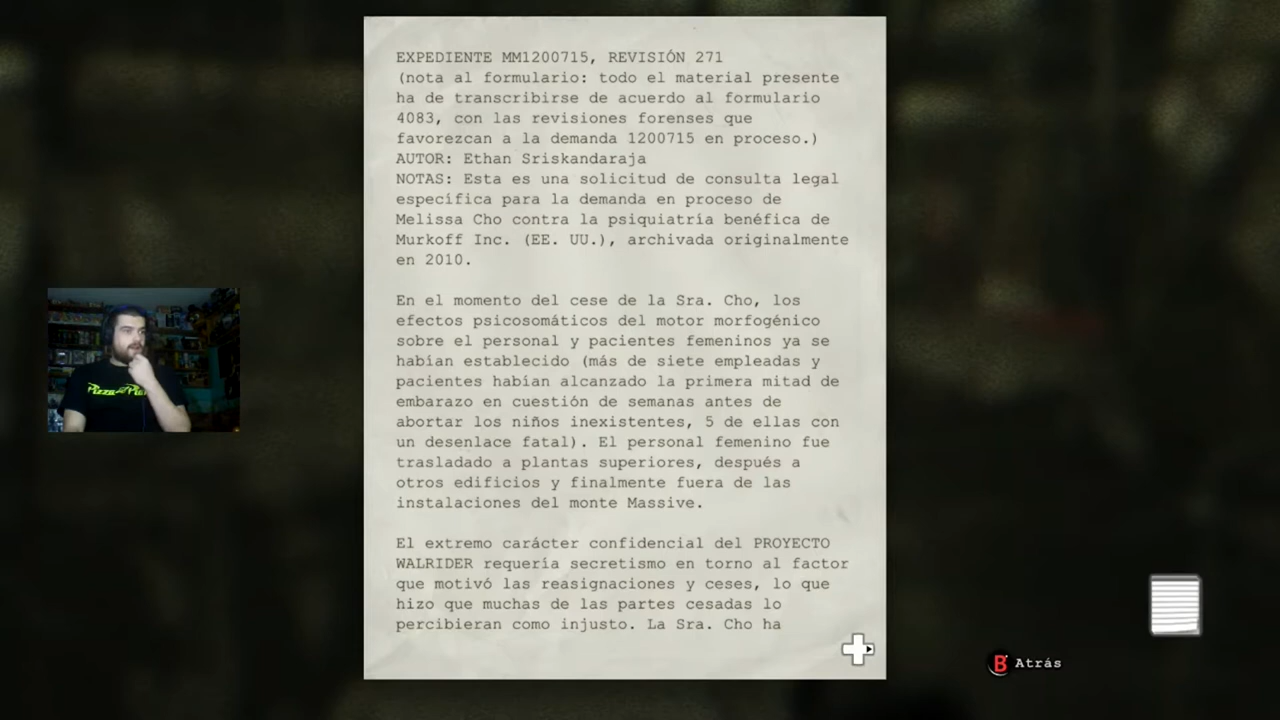 EXPEDIENTE MM1200715, REVISIÓN 271
(nota al formulario: todo el material presente
ha de transcribirse de acuerdo al formulario
4083, con las revisiones forenses que
favorezcan a la demanda 1200715 en proceso.)
AUTOR: Ethan Sriskandaraja
NOTAS: Esta es una solicitud de consulta legal
específica para la demanda en proceso de
Melissa Cho contra la psiquiatría benéfica de
Murkoff Inc. (EE. UU.), archivada originalmente
en 2010.
En el momento del cese de la Sra. Cho, los
efectos psicosomáticos del motor morfogénico
sobre el personal y pacientes femeninos ya se
habían establecido (más de siete empleadas y
pacientes habían alcanzado la primera mitad de
embarazo en cuestión de semanas antes de
abortar los niños inexistentes, 5 de ellas con
un desenlace fatal). El personal femenino fue
trasladado a plantas superiores, después a
otros edificios y finalmente fuera de las
instalaciones del monte Massive.
El extremo carácter confidencial del PROYECTO
WALRIDER requería secretismo en torno al factor
que motivó las reasignaciones y ceses, lo que
hizo que muchas de las partes cesadas lo
percibieran como injusto. La Sra. Cho ha
B Atrás